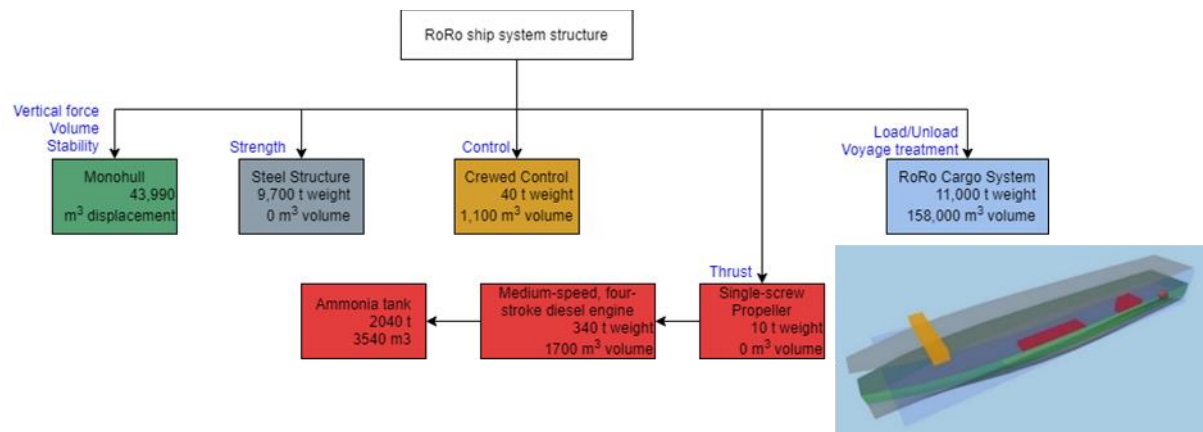 RoRo ship system structure
Vertical force
Volume
Stability
Strength
Control
Load/Unload
Voyage treatment
Monohull
43,990
m³ displacement
Steel Structure
9,700 t weight
0 m³ volume
Crewed Control
40 t weight
1,100 m³ volume
RoRo Cargo System
11,000 t weight
158,000 m³ volume
Thrust
Ammonia tank
2040 t
3540 m3
Medium-speed, four-
stroke diesel engine
340 t weight
1700 m³ volume
Single-screw
Propeller
10 t weight
0 m³ volume